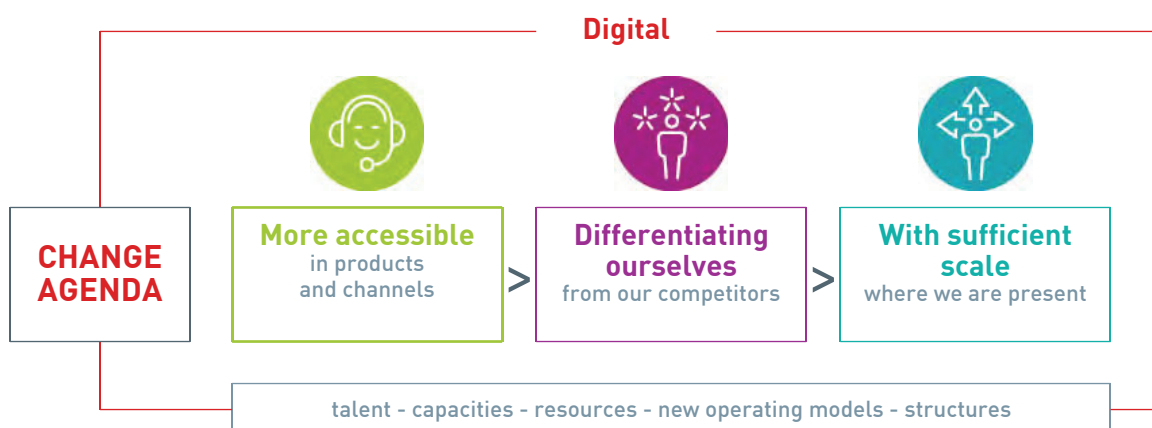 Digital
CHANGE
AGENDA
More accessible
in products
and channels
>
Differentiating
ourselves
from our competitors
>
With sufficient
scale
where we are present
talent - capacities - resources - new operating models - structures